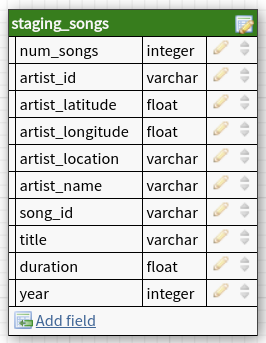 staging_songs
num_songs integer
artist_id varchar
artist_latitude float
artist_longitude float
artist_location varchar
artist_name varchar
song_id varchar
title varchar
duration float
year integer
Add field